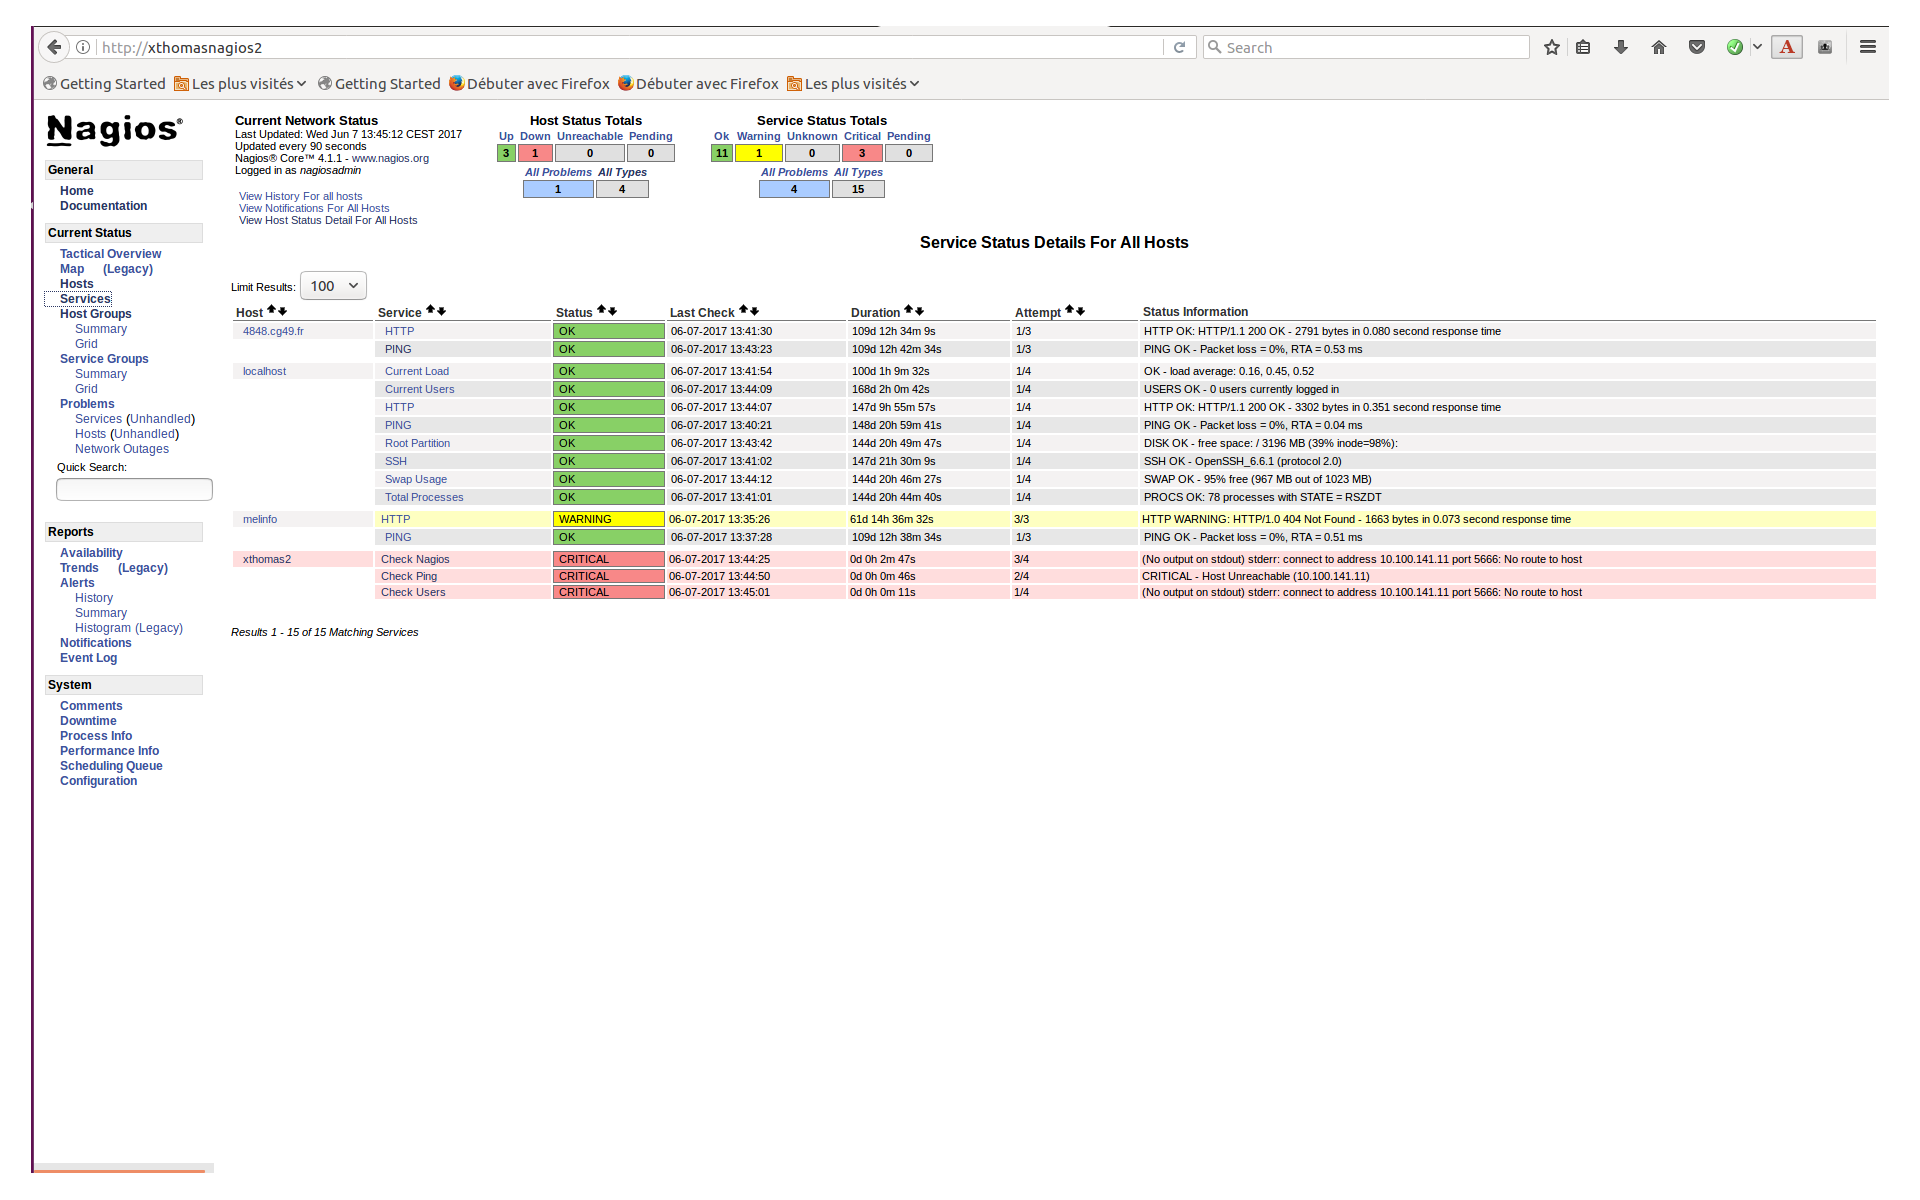 http://xthomasnagios2
Search
A
Getting Started Les plus visités Getting Started Débuter avec Firefox Débuter avec Firefox Les plus visités
Nagios®
General
Home
Documentation
Current Status
Tactical Overview
Map (Legacy)
Hosts
Services
Host Groups
Summary
Grid
Service Groups
Summary
Grid
Problems
Services (Unhandled)
Hosts (Unhandled)
Network Outages
Quick Search:
Reports
Availability
Trends (Legacy)
Alerts
History
Summary
Histogram (Legacy)
Notifications
Event Log
System
Comments
Downtime
Process Info
Performance Info
Scheduling Queue
Configuration
Current Network Status
Last Updated: Wed Jun 7 13:45:12 CEST 2017
Updated every 90 seconds
Nagios® Core™ 4.1.1 - www.nagios.org
Logged in as nagiosadmin
View History For all hosts
View Notifications For All Hosts
View Host Status Detail For All Hosts
Host Status Totals
Up Down Unreachable Pending
3 1 0 0
All Problems All Types
1 4
Service Status Totals
Ok Warning Unknown Critical Pending
11 1 0 3 0
All Problems All Types
4 15
Service Status Details For All Hosts
Limit Results: 100
Host Service Status Last Check Duration Attempt Status Information
4848.cg49.fr HTTP OK 06-07-2017 13:41:30 109d 12h 34m 9s 1/3 HTTP OK: HTTP/1.1 200 OK - 2791 bytes in 0.080 second response time
PING OK 06-07-2017 13:43:23 109d 12h 42m 34s 1/3 PING OK - Packet loss = 0%, RTA = 0.53 ms
localhost Current Load OK 06-07-2017 13:41:54 100d 1h 9m 32s 1/4 OK - load average: 0.16, 0.45, 0.52
Current Users OK 06-07-2017 13:44:09 168d 2h 0m 42s 1/4 USERS OK - 0 users currently logged in
HTTP OK 06-07-2017 13:44:07 147d 9h 55m 57s 1/4 HTTP OK: HTTP/1.1 200 OK - 3302 bytes in 0.351 second response time
PING OK 06-07-2017 13:40:21 148d 20h 59m 41s 1/4 PING OK - Packet loss = 0%, RTA = 0.04 ms
Root Partition OK 06-07-2017 13:43:42 144d 20h 49m 47s 1/4 DISK OK - free space: / 3196 MB (39% inode=98%):
SSH OK 06-07-2017 13:41:02 147d 21h 30m 9s 1/4 SSH OK - OpenSSH_6.6.1 (protocol 2.0)
Swap Usage OK 06-07-2017 13:44:12 144d 20h 46m 27s 1/4 SWAP OK - 95% free (967 MB out of 1023 MB)
Total Processes OK 06-07-2017 13:41:01 144d 20h 44m 40s 1/4 PROCS OK: 78 processes with STATE = RSZDT
melinfo HTTP WARNING 06-07-2017 13:35:26 61d 14h 36m 32s 3/3 HTTP WARNING: HTTP/1.0 404 Not Found - 1663 bytes in 0.073 second response time
PING OK 06-07-2017 13:37:28 109d 12h 38m 34s 1/3 PING OK - Packet loss = 0%, RTA = 0.51 ms
xthomas2 Check Nagios CRITICAL 06-07-2017 13:44:25 0d 0h 2m 47s 3/4 (No output on stdout) stderr: connect to address 10.100.141.11 port 5666: No route to host
Check Ping CRITICAL 06-07-2017 13:44:50 0d 0h 0m 46s 2/4 CRITICAL - Host Unreachable (10.100.141.11)
Check Users CRITICAL 06-07-2017 13:45:01 0d 0h 0m 11s 1/4 (No output on stdout) stderr: connect to address 10.100.141.11 port 5666: No route to host
Results 1 - 15 of 15 Matching Services